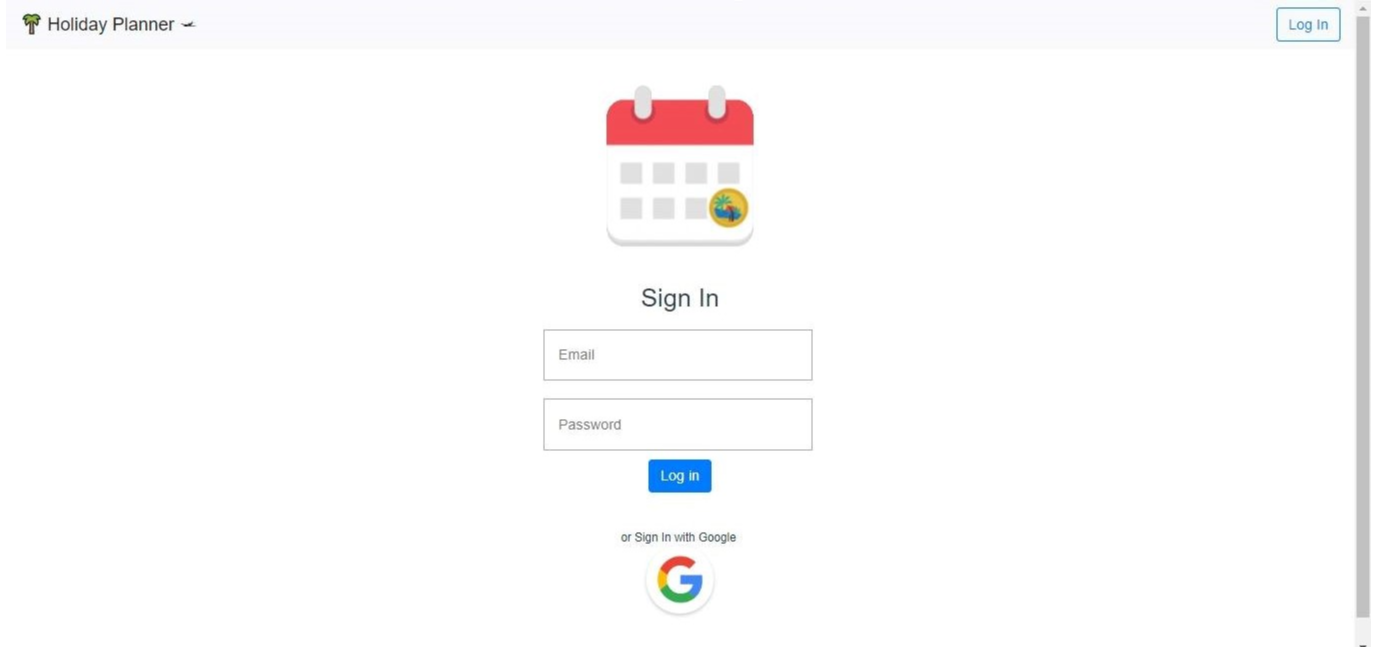 Holiday Planner
Log In
Sign In
Email
Password
Log in
or Sign In with Google
G